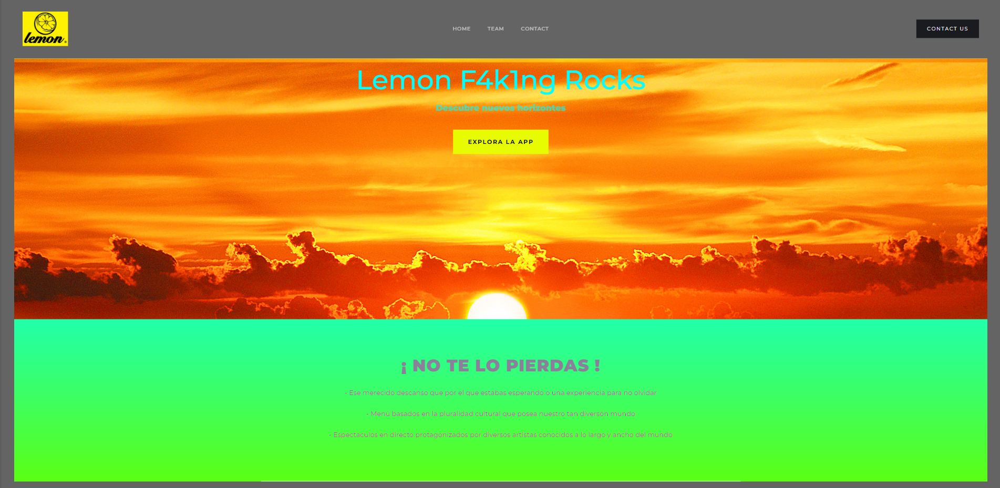 lemon®
HOME TEAM CONTACT
CONTACT US
Lemon F4k1ng Rocks
Descubre nuevos horizontes
EXPLORA LA APP
¡ NO TE LO PIERDAS !
- Ese merecido descanso que por el que estabas esperando o una experiencia para no olvidar
- Menú basados en la pluralidad cultural que posea nuestro tan diverson mundo
- Espectaculos en directo protagonizados por diversos artistas conocidos a lo largo y ancho del mundo